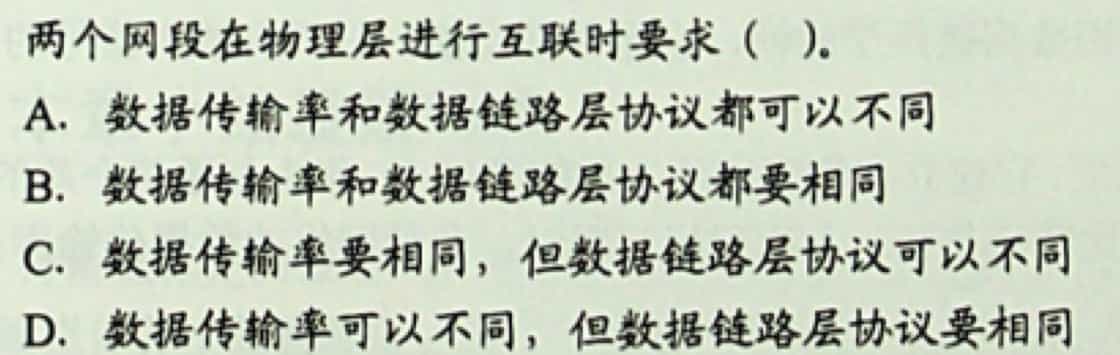 两个网段在物理层进行互联时要求（ ）。
A. 数据传输率和数据链路层协议都可以不同
B. 数据传输率和数据链路层协议都要相同
C. 数据传输率要相同，但数据链路层协议可以不同
D. 数据传输率可以不同，但数据链路层协议要相同